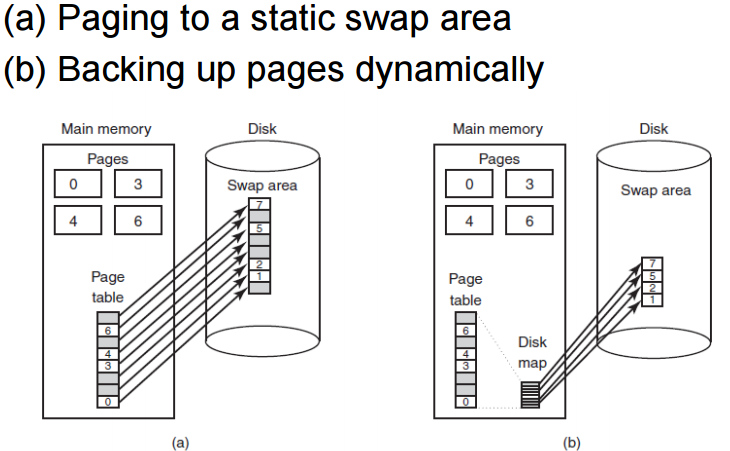 (a) Paging to a static swap area
(b) Backing up pages dynamically
Main memory
Disk
Pages
0
3
4
6
Swap area
7
5
2
1
Page
table
6
4
3
0
(a)
Main memory
Disk
Pages
0
3
4
6
Swap area
7
5
2
1
Page
table
6
4
3
0
Disk
map
(b)